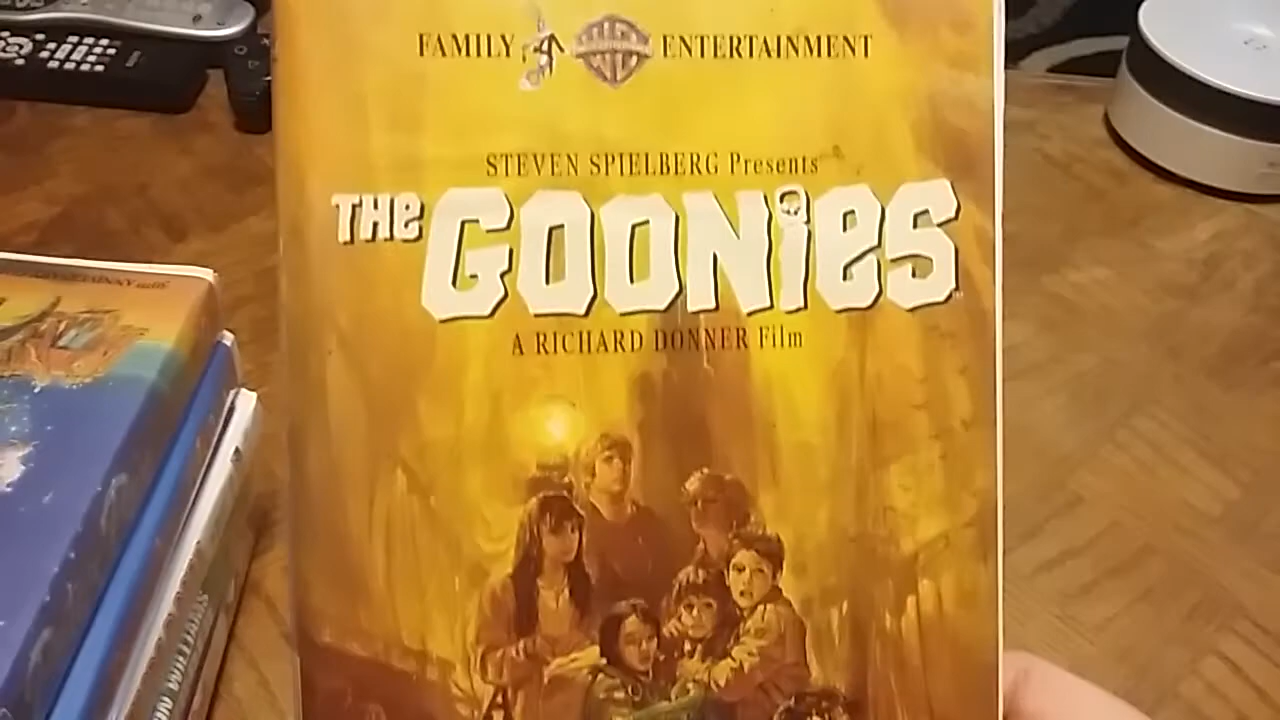 FAMILY ENTERTAINMENT
STEVEN SPIELBERG Presents
THE GOONIES
A RICHARD DONNER Film